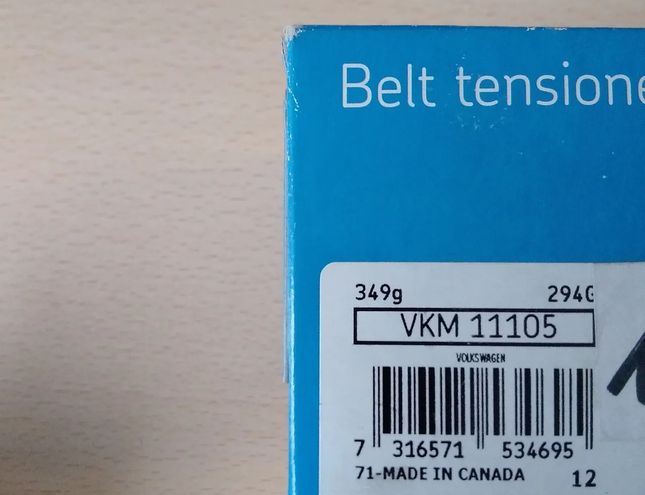 Belt tensione
349g 294G
VKM 11105
VOLKSWAGEN
7 316571 534695
71-MADE IN CANADA 12